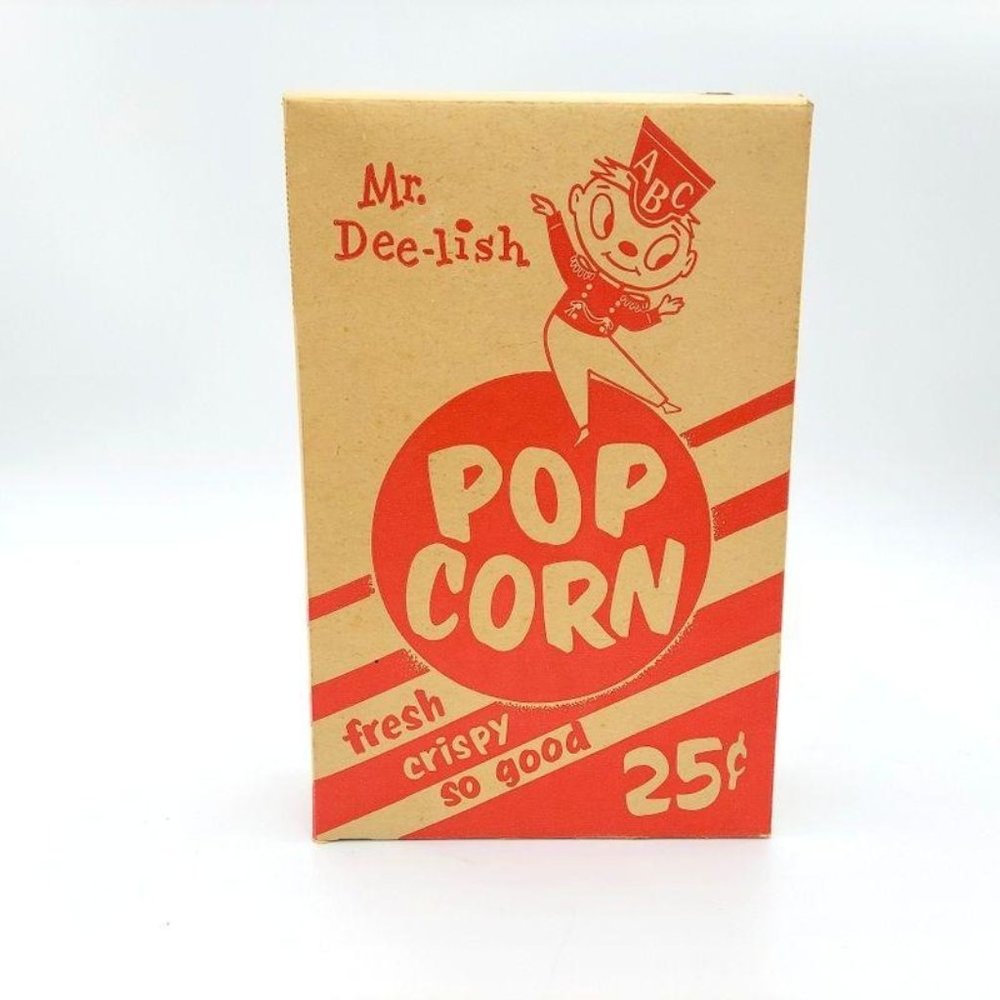 Mr.
Dee-lish
ABC
POP
CORN
fresh
crispy
so good
25¢